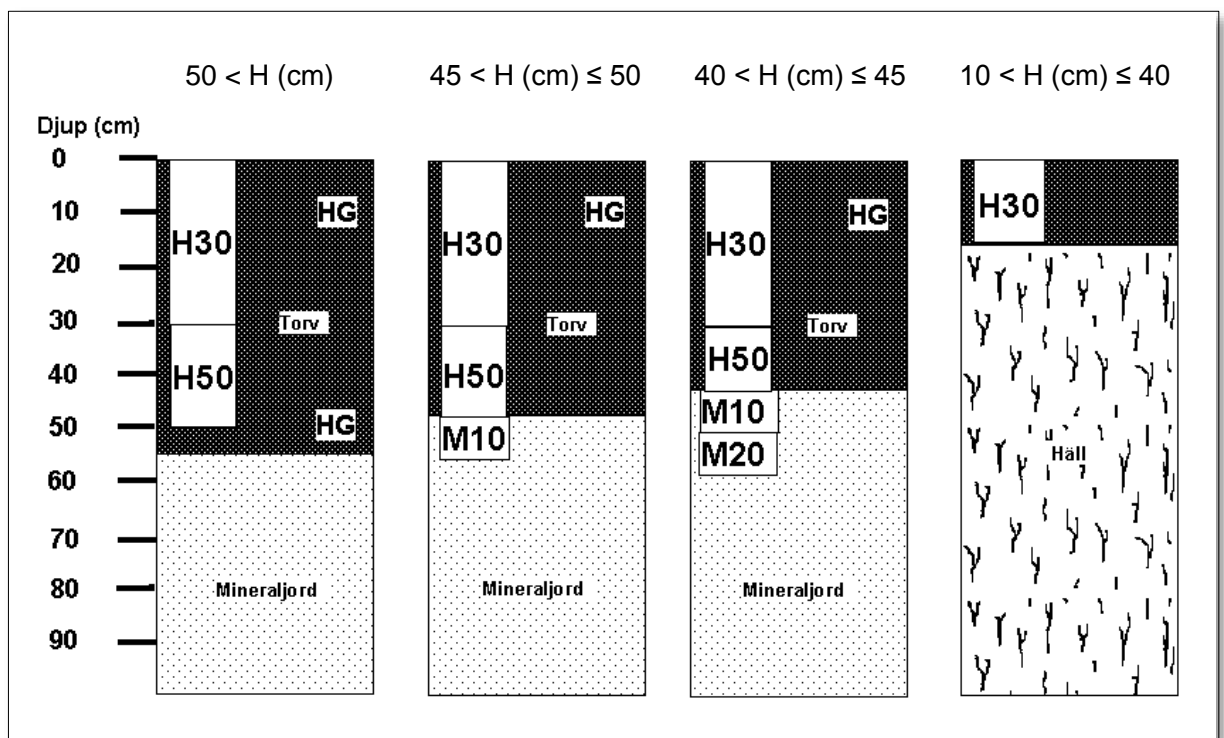 50 < H (cm)
45 < H (cm) ≤ 50
40 < H (cm) ≤ 45
10 < H (cm) ≤ 40
Djup (cm)
0
10
20
30
40
50
60
70
80
90
HG
H30
Torv
H50
HG
Mineraljord
HG
H30
Torv
H50
M10
Mineraljord
HG
H30
Torv
H50
M10
M20
Mineraljord
H30
Häll